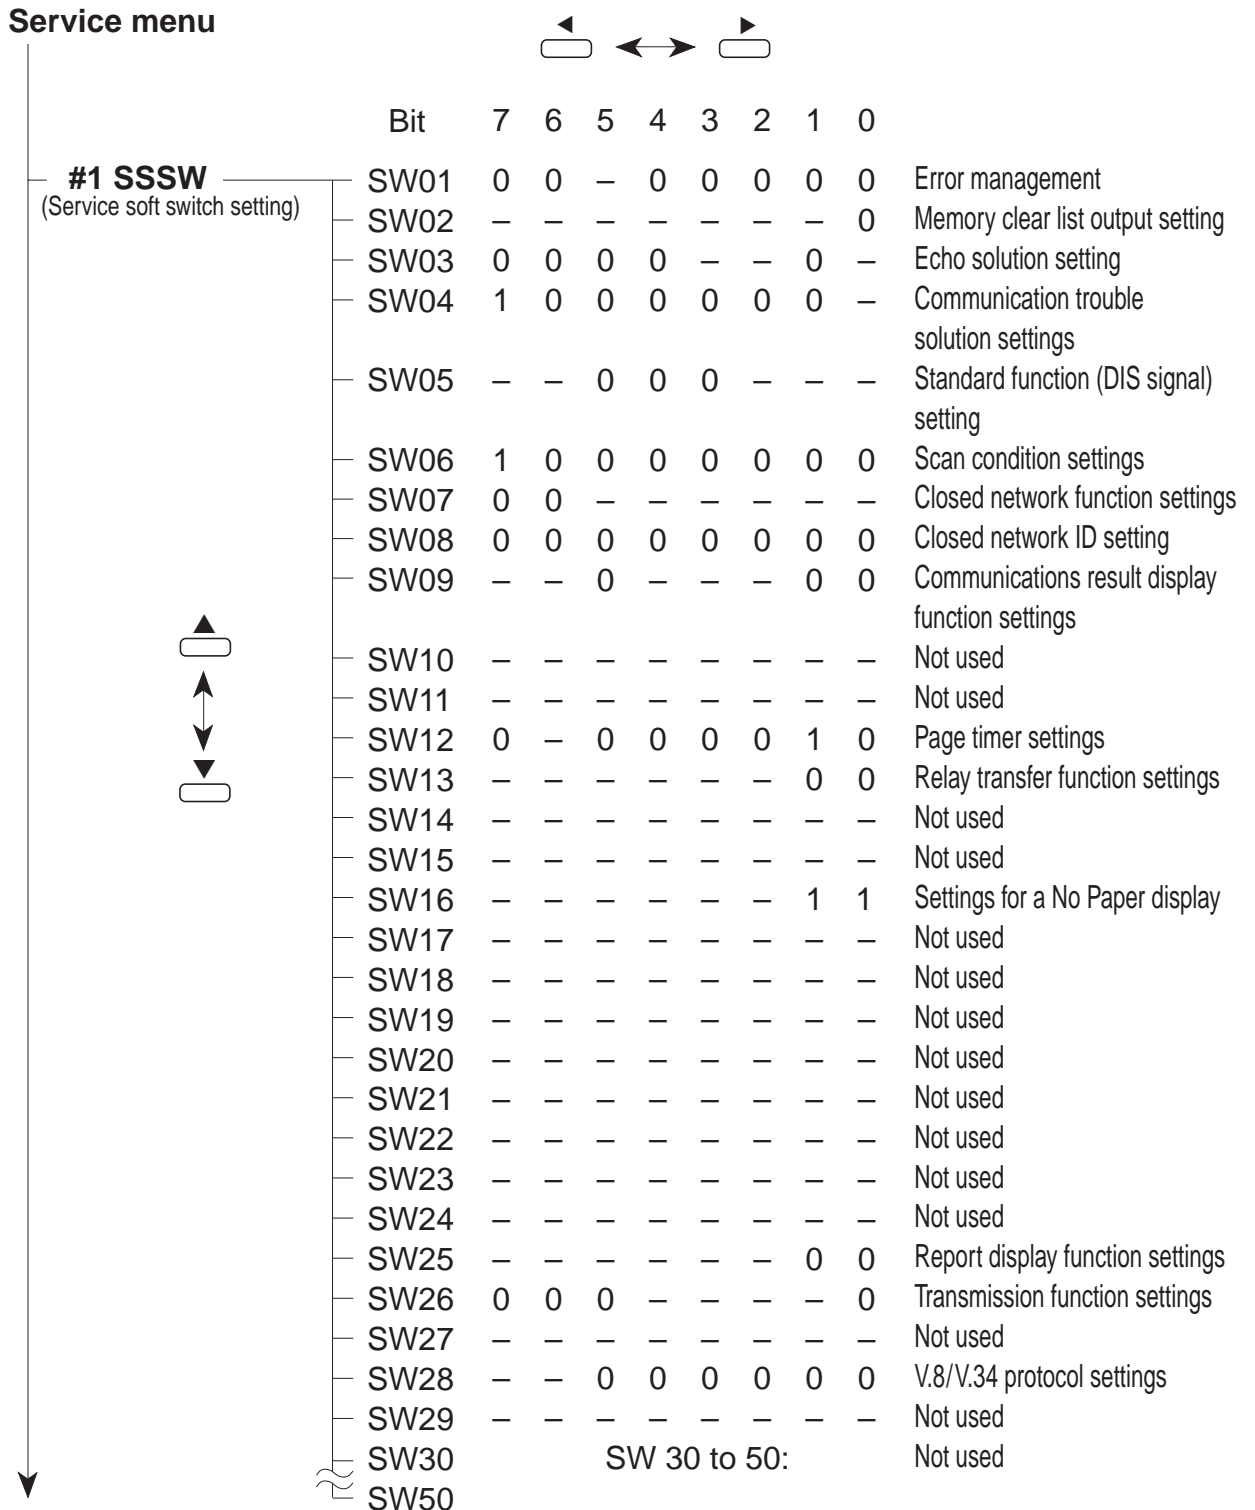 Service menu
Bit 7 6 5 4 3 2 1 0
#1 SSSW
(Service soft switch setting)
SW01 0 0 – 0 0 0 0 0 Error management
SW02 – – – – – – – 0 Memory clear list output setting
SW03 0 0 0 0 – – 0 – Echo solution setting
SW04 1 0 0 0 0 0 0 – Communication trouble
solution settings
SW05 – – 0 0 0 – – – Standard function (DIS signal)
setting
SW06 1 0 0 0 0 0 0 0 Scan condition settings
SW07 0 0 – – – – – – Closed network function settings
SW08 0 0 0 0 0 0 0 0 Closed network ID setting
SW09 – – 0 – – – 0 0 Communications result display
function settings
SW10 – – – – – – – – Not used
SW11 – – – – – – – – Not used
SW12 0 – 0 0 0 0 1 0 Page timer settings
SW13 – – – – – – 0 0 Relay transfer function settings
SW14 – – – – – – – – Not used
SW15 – – – – – – – – Not used
SW16 – – – – – – 1 1 Settings for a No Paper display
SW17 – – – – – – – – Not used
SW18 – – – – – – – – Not used
SW19 – – – – – – – – Not used
SW20 – – – – – – – – Not used
SW21 – – – – – – – – Not used
SW22 – – – – – – – – Not used
SW23 – – – – – – – – Not used
SW24 – – – – – – – – Not used
SW25 – – – – – – 0 0 Report display function settings
SW26 0 0 0 – – – – 0 Transmission function settings
SW27 – – – – – – – – Not used
SW28 – – 0 0 0 0 0 0 V.8/V.34 protocol settings
SW29 – – – – – – – – Not used
SW30 SW 30 to 50: Not used
SW50